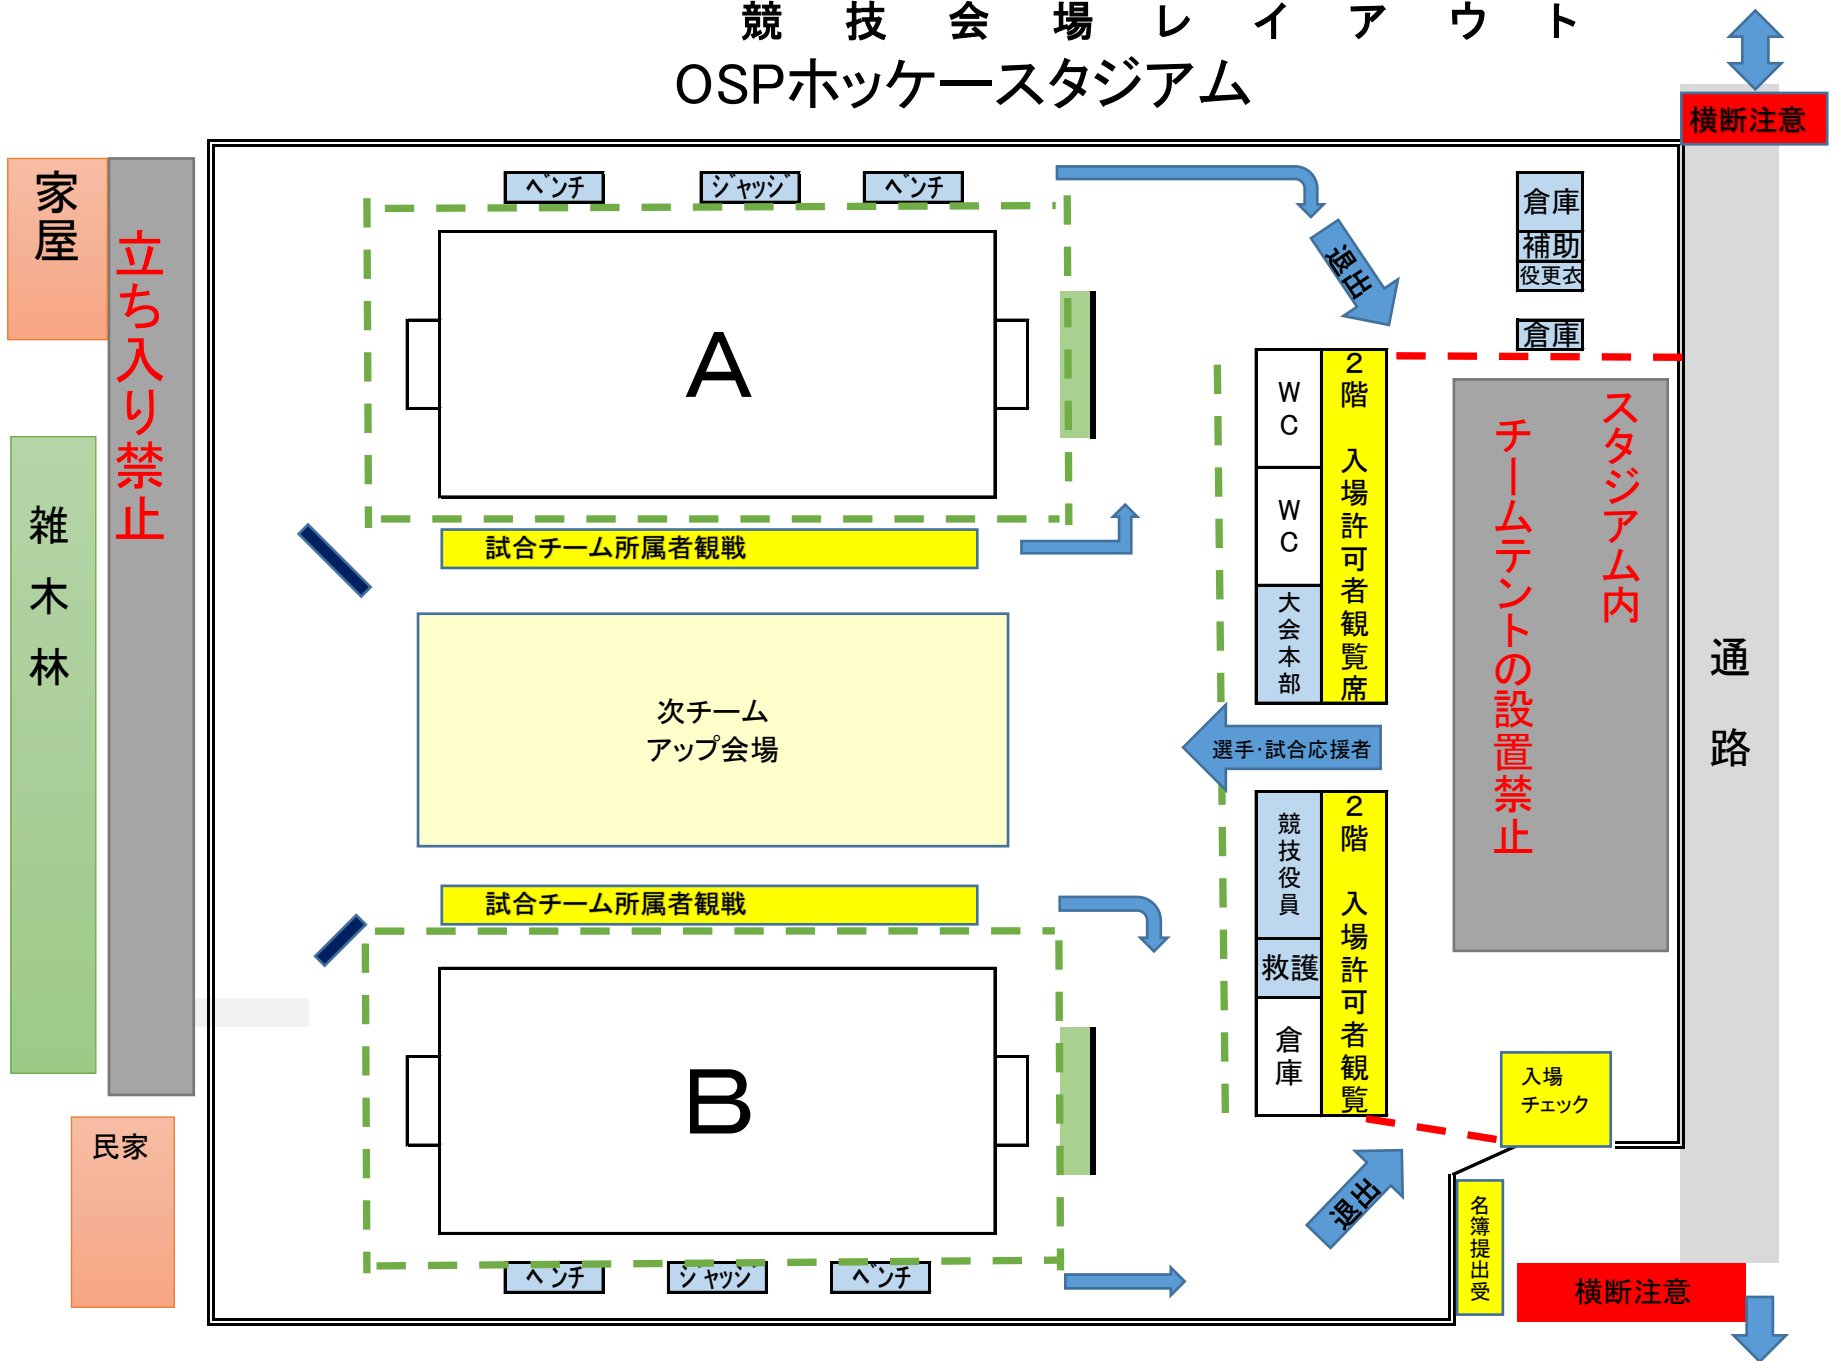 競技会場レイアウト
OSPホッケースタジアム
横断注意
家屋
立ち入り禁止
雑木林
民家
ベンチ
ジャッジ
ベンチ
A
試合チーム所属者観戦
次チーム
アップ会場
試合チーム所属者観戦
B
ベンチ
ジャッジ
ベンチ
退出
倉庫
補助
役更衣
倉庫
WC
WC
大会本部
2階 入場許可者観覧席
選手・試合応援者
競技役員
救護
倉庫
2階 入場許可者観覧
スタジアム内
チームテントの設置禁止
通路
入場
チェック
退出
名簿提出受
横断注意